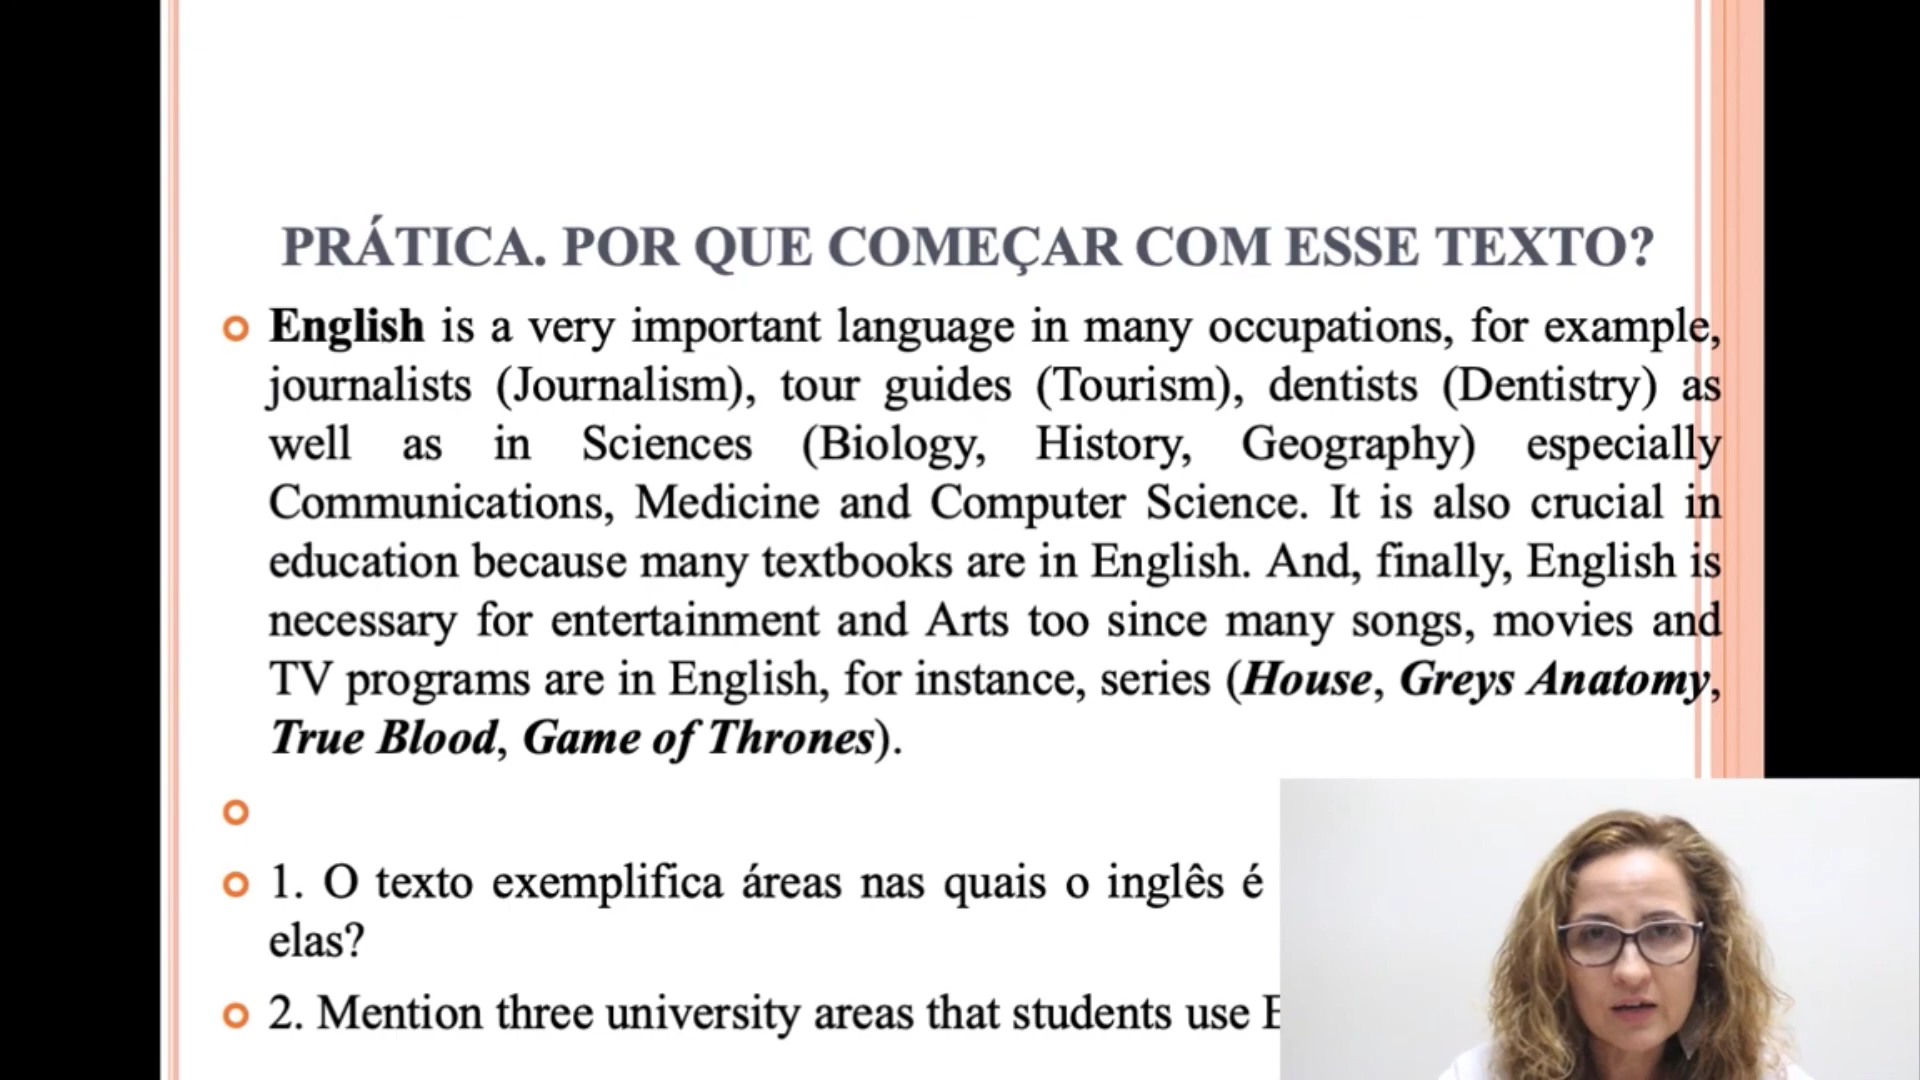 PRÁTICA. POR QUE COMEÇAR COM ESSE TEXTO?
English is a very important language in many occupations, for example,
journalists (Journalism), tour guides (Tourism), dentists (Dentistry) as
well as in Sciences (Biology, History, Geography) especially
Communications, Medicine and Computer Science. It is also crucial in
education because many textbooks are in English. And, finally, English is
necessary for entertainment and Arts too since many songs, movies and
TV programs are in English, for instance, series (House, Greys Anatomy,
True Blood, Game of Thrones).
1. O texto exemplifica áreas nas quais o inglês é
elas?
2. Mention three university areas that students use